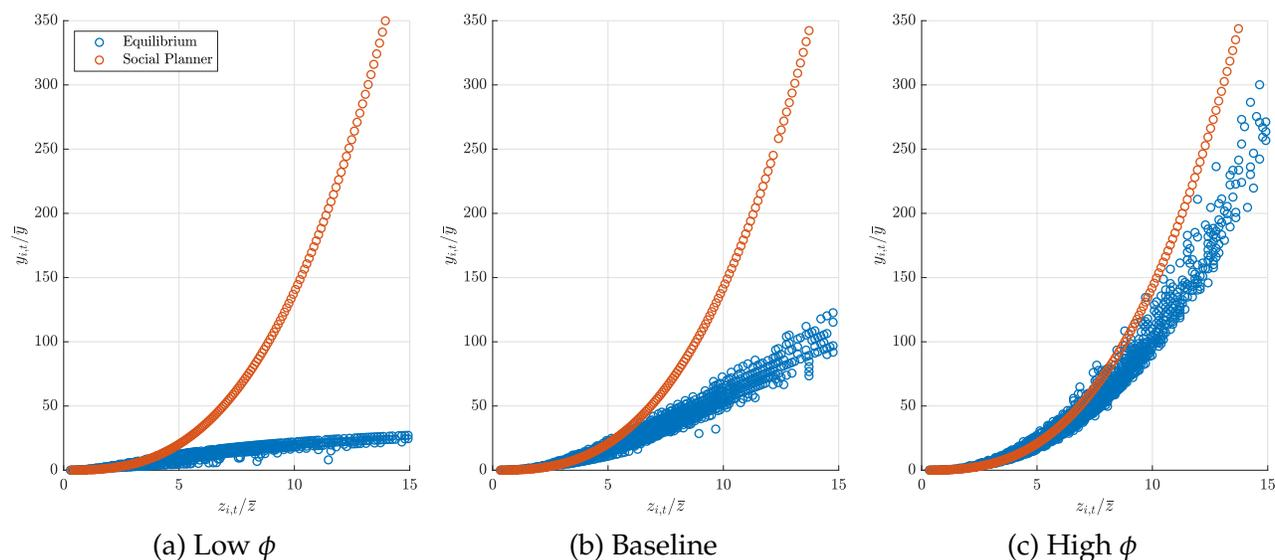 350
300
250
200
150
100
50
0
0 5 10 15
y_{i,t}/ȳ
z_{i,t}/z̄
Equilibrium
Social Planner
(a) Low ϕ
350
300
250
200
150
100
50
0
0 5 10 15
y_{i,t}/ȳ
z_{i,t}/z̄
(b) Baseline
350
300
250
200
150
100
50
0
0 5 10 15
y_{i,t}/ȳ
z_{i,t}/z̄
(c) High ϕ